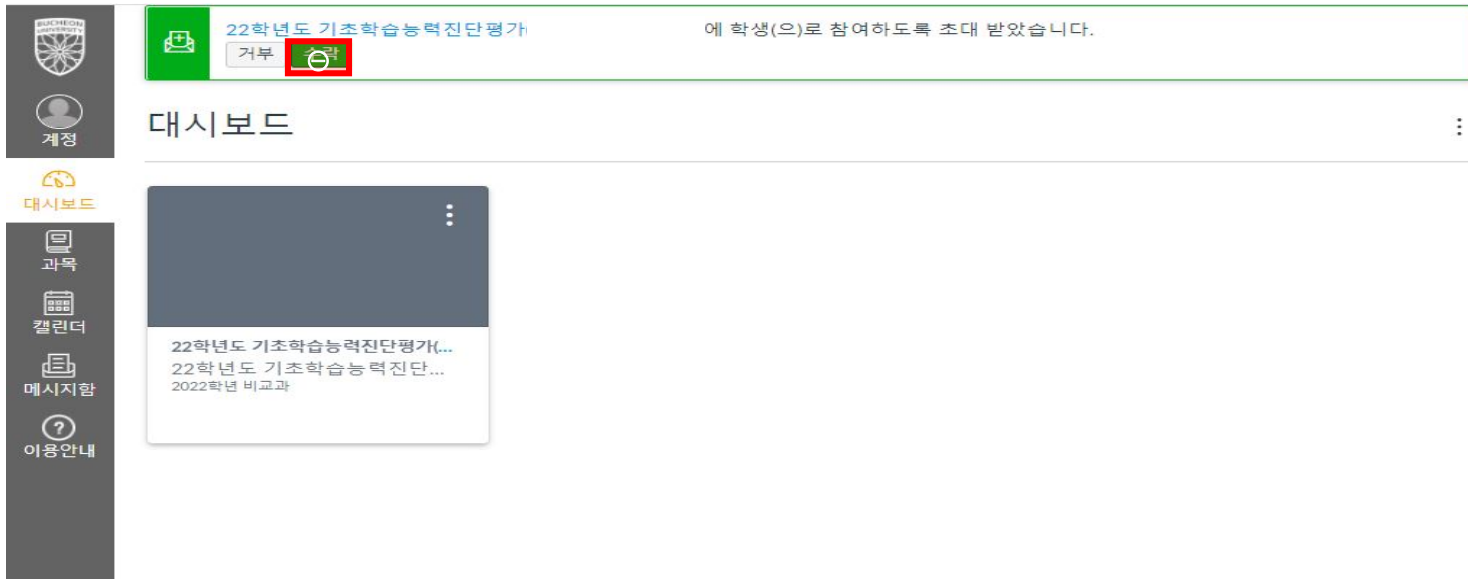 BUCHEON
UNIVERSITY
계정
대시보드
과목
캘린더
메시지함
이용안내
22학년도 기초학습능력진단평가( 에 학생(으)로 참여하도록 초대 받았습니다.
거부
대시보드
22학년도 기초학습능력진단평가(...
22학년도 기초학습능력진단...
2022학년 비교과